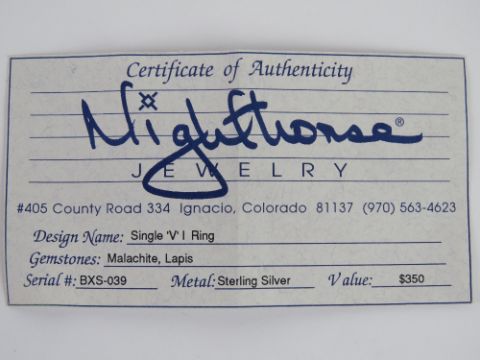 Certificate of Authenticity
Nighthorse®
JEWELRY
#405 County Road 334 Ignacio, Colorado 81137 (970) 563-4623
Design Name: Single 'V' I Ring
Gemstones: Malachite, Lapis
Serial #: BXS-039 Metal: Sterling Silver Value: $350